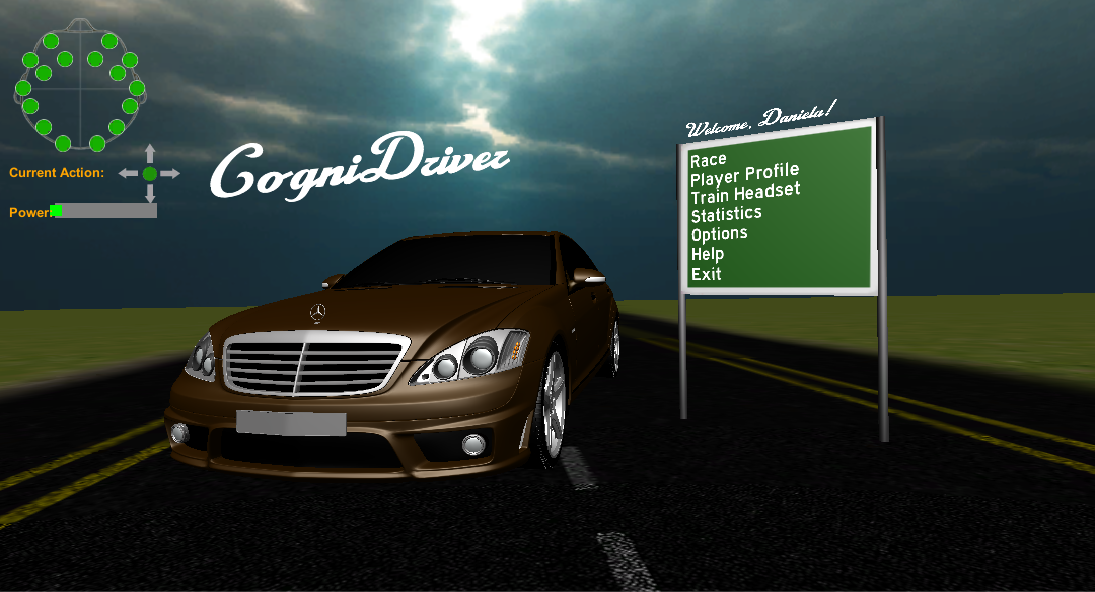 Current Action:
Power
CogniDriver
Welcome, Daniela!
Race
Player Profile
Train Headset
Statistics
Options
Help
Exit